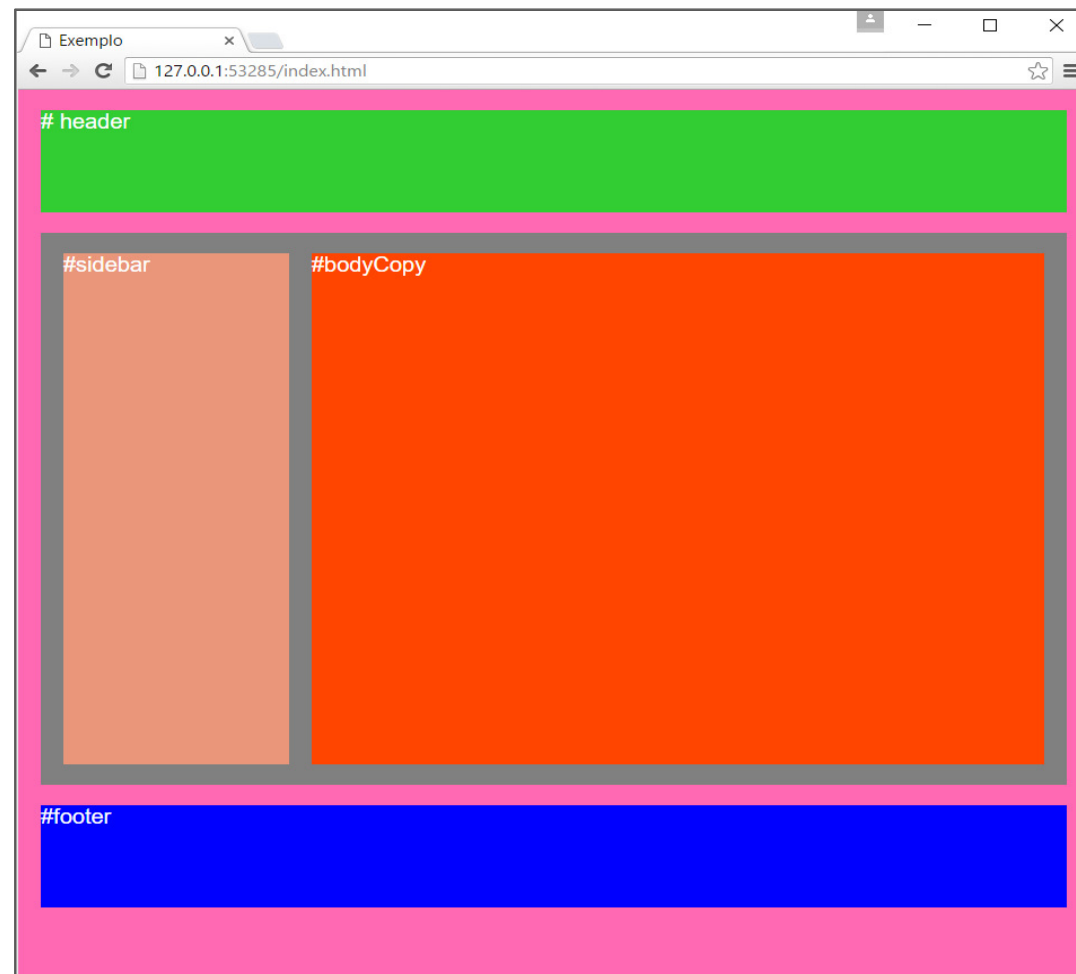 Exemplo
127.0.0.1:53285/index.html
# header
#sidebar
#bodyCopy
#footer